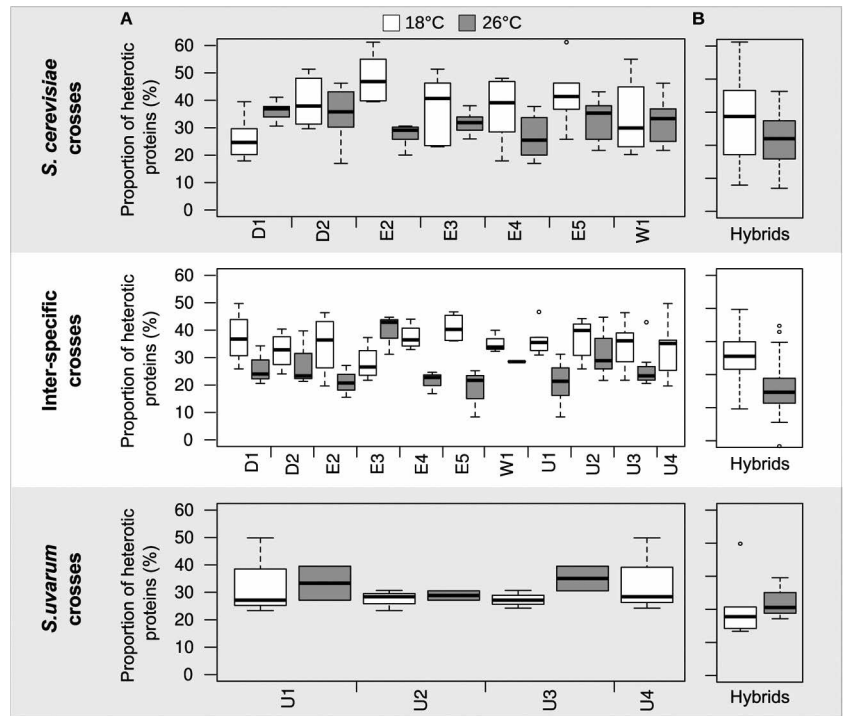 A
18°C
26°C
B
S. cerevisiae
crosses
Proportion of heterotic
proteins (%)
60
50
40
30
20
10
0
D1
D2
E2
E3
E4
E5
W1
Hybrids
Inter-specific
crosses
Proportion of heterotic
proteins (%)
60
50
40
30
20
10
0
D1
D2
E2
E3
E4
E5
W1
U1
U2
U3
U4
Hybrids
S.uvarum
crosses
Proportion of heterotic
proteins (%)
60
50
40
30
20
10
0
U1
U2
U3
U4
Hybrids